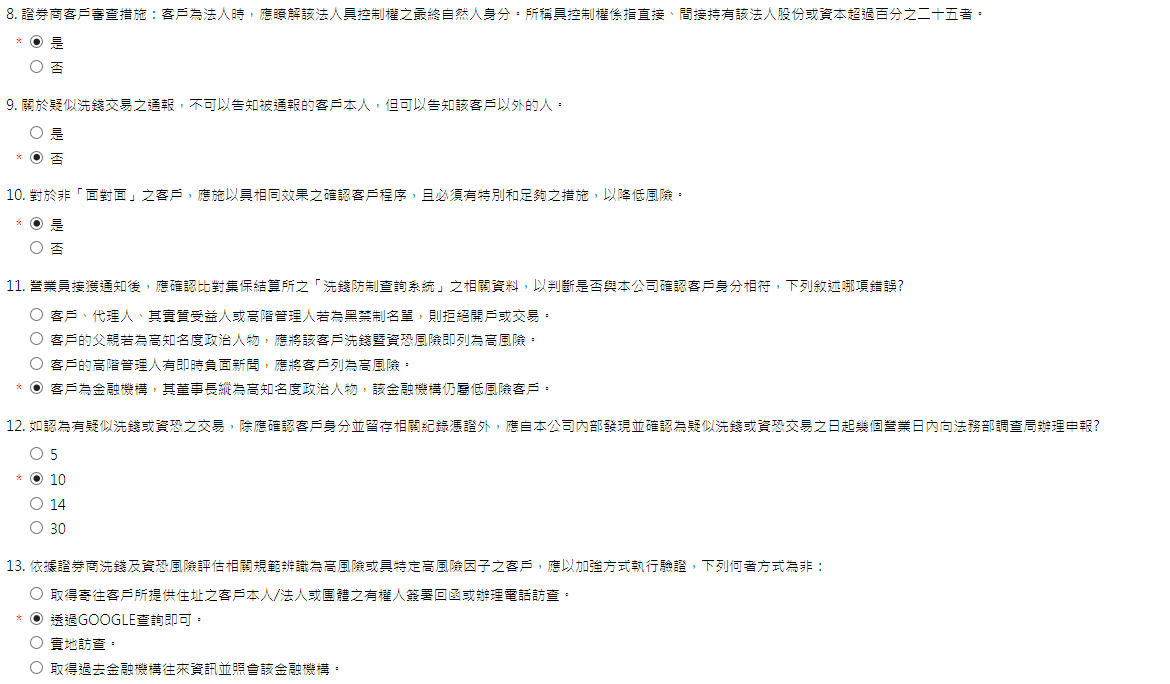 8. 證券商客戶審查措施：客戶為法人時，應瞭解該法人具控制權之最終自然人身分。所稱具控制權係指直接、間接持有該法人股份或資本超過百分之二十五者。
* 是
否
9. 關於疑似洗錢交易之通報，不可以告知被通報的客戶本人，但可以告知該客戶以外的人。
是
* 否
10. 對於非「面對面」之客戶，應施以具相同效果之確認客戶程序，且必須有特別和足夠之措施，以降低風險。
* 是
否
11. 營業員接獲通知後，應確認比對集保結算所之「洗錢防制查詢系統」之相關資料，以判斷是否與本公司確認客戶身分相符，下列敘述哪項錯誤?
客戶、代理人、其實質受益人或高階管理人若為黑禁制名單，則拒絕開戶或交易。
客戶的父親若為高知名度政治人物，應將該客戶洗錢暨資恐風險即列為高風險。
客戶的高階管理人有即時負面新聞，應將客戶列為高風險。
* 客戶為金融機構，其董事長縱為高知名度政治人物，該金融機構仍屬低風險客戶。
12. 如認為有疑似洗錢或資恐之交易，除應確認客戶身分並留存相關紀錄憑證外，應自本公司內部發現並確認為疑似洗錢或資恐交易之日起幾個營業日內向法務部調查局辦理申報?
5
* 10
14
30
13. 依據證券商洗錢及資恐風險評估相關規範辨識為高風險或具特定高風險因子之客戶，應以加強方式執行驗證，下列何者方式為非：
取得寄往客戶所提供住址之客戶本人/法人或團體之有權人簽署回函或辦理電話訪查。
* 透過GOOGLE查詢即可。
實地訪查。
取得過去金融機構往來資訊並照會該金融機構。